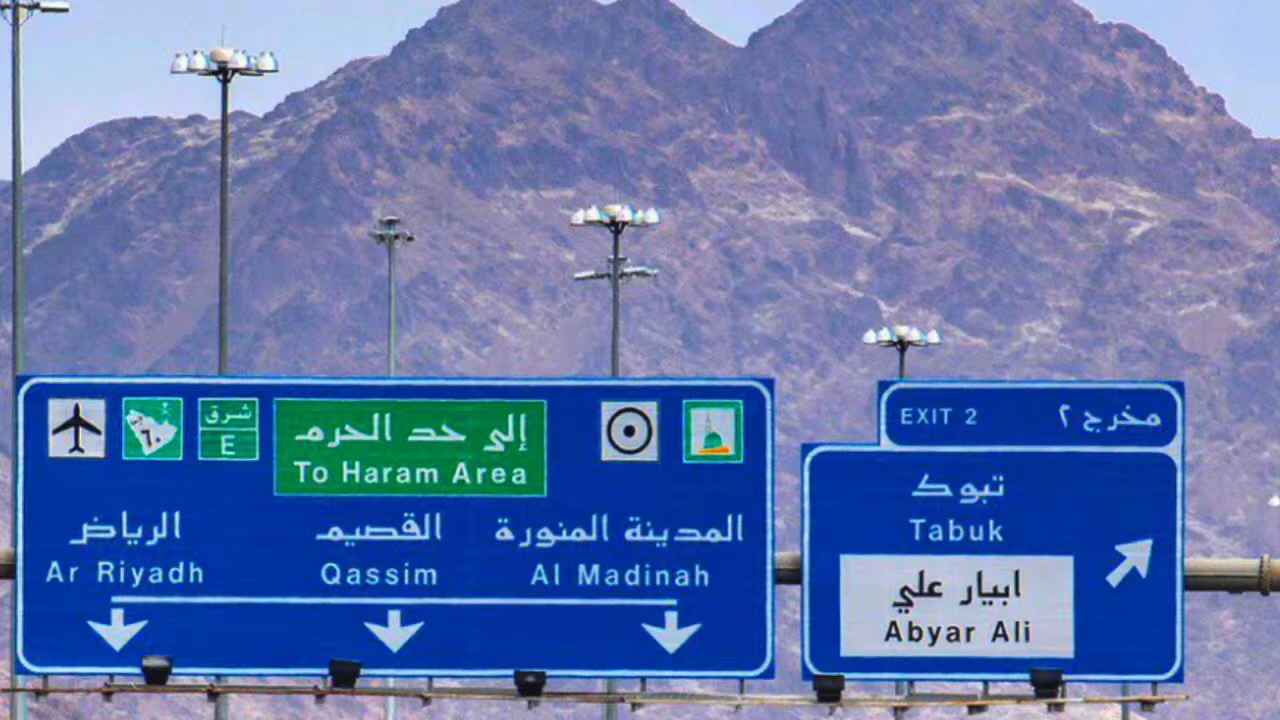 شرق
E
٦٠
إلى حد الحرم
To Haram Area
الرياض
Ar Riyadh
القصيم
Qassim
المدينة المنورة
Al Madinah
EXIT 2
مخرج ٢
تبوك
Tabuk
ابيار علي
Abyar Ali